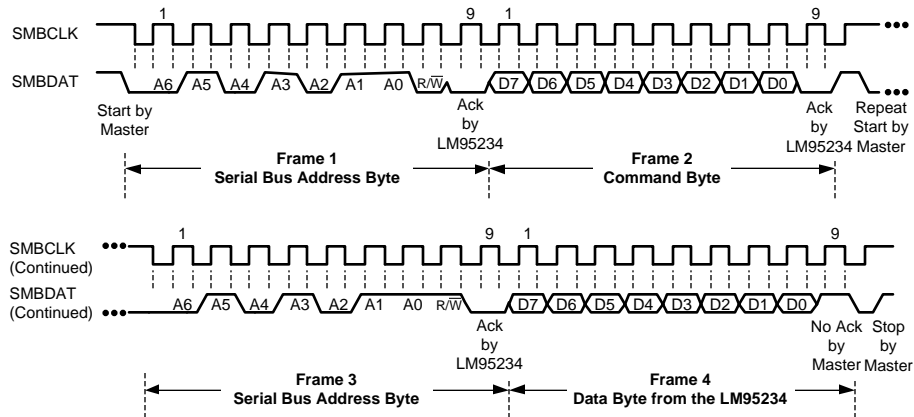 1 9 1 9
SMBCLK •••
SMBDAT A6 A5 A4 A3 A2 A1 A0 R/W̅ D7 D6 D5 D4 D3 D2 D1 D0 •••
Start by
Master
Ack
by
LM95234
Ack
by
LM95234
Repeat
Start by
Master
Frame 1
Serial Bus Address Byte
Frame 2
Command Byte
1 9 1 9
SMBCLK •••
(Continued)
SMBDAT
(Continued) ••• A6 A5 A4 A3 A2 A1 A0 R/W̅ D7 D6 D5 D4 D3 D2 D1 D0
Ack
by
LM95234
No Ack
by
Master
Stop
by
Master
Frame 3
Serial Bus Address Byte
Frame 4
Data Byte from the LM95234